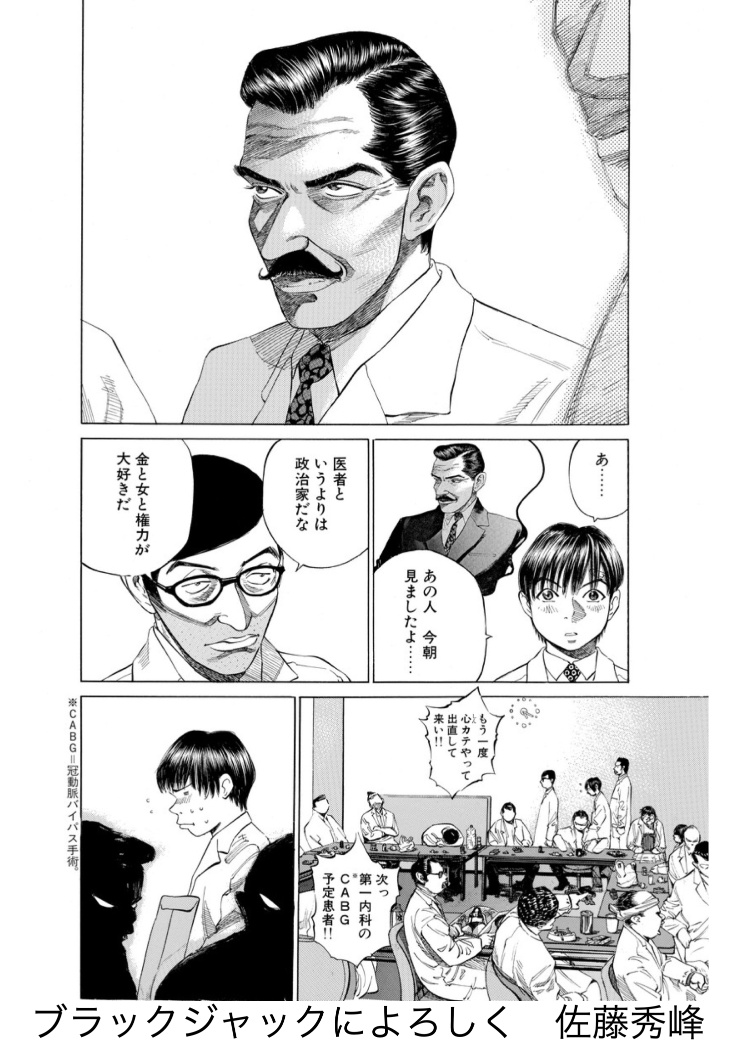 あ……
あの人　今朝
見ましたよ……
医者と
いうよりは
政治家だな
金と女と権力が
大好きだ
もう一度
心カテやって
出直して
来い!!
次っ
第一内科の
※CABG
予定患者!!
※CABG＝冠動脈バイパス手術。
ブラックジャックによろしく　佐藤秀峰